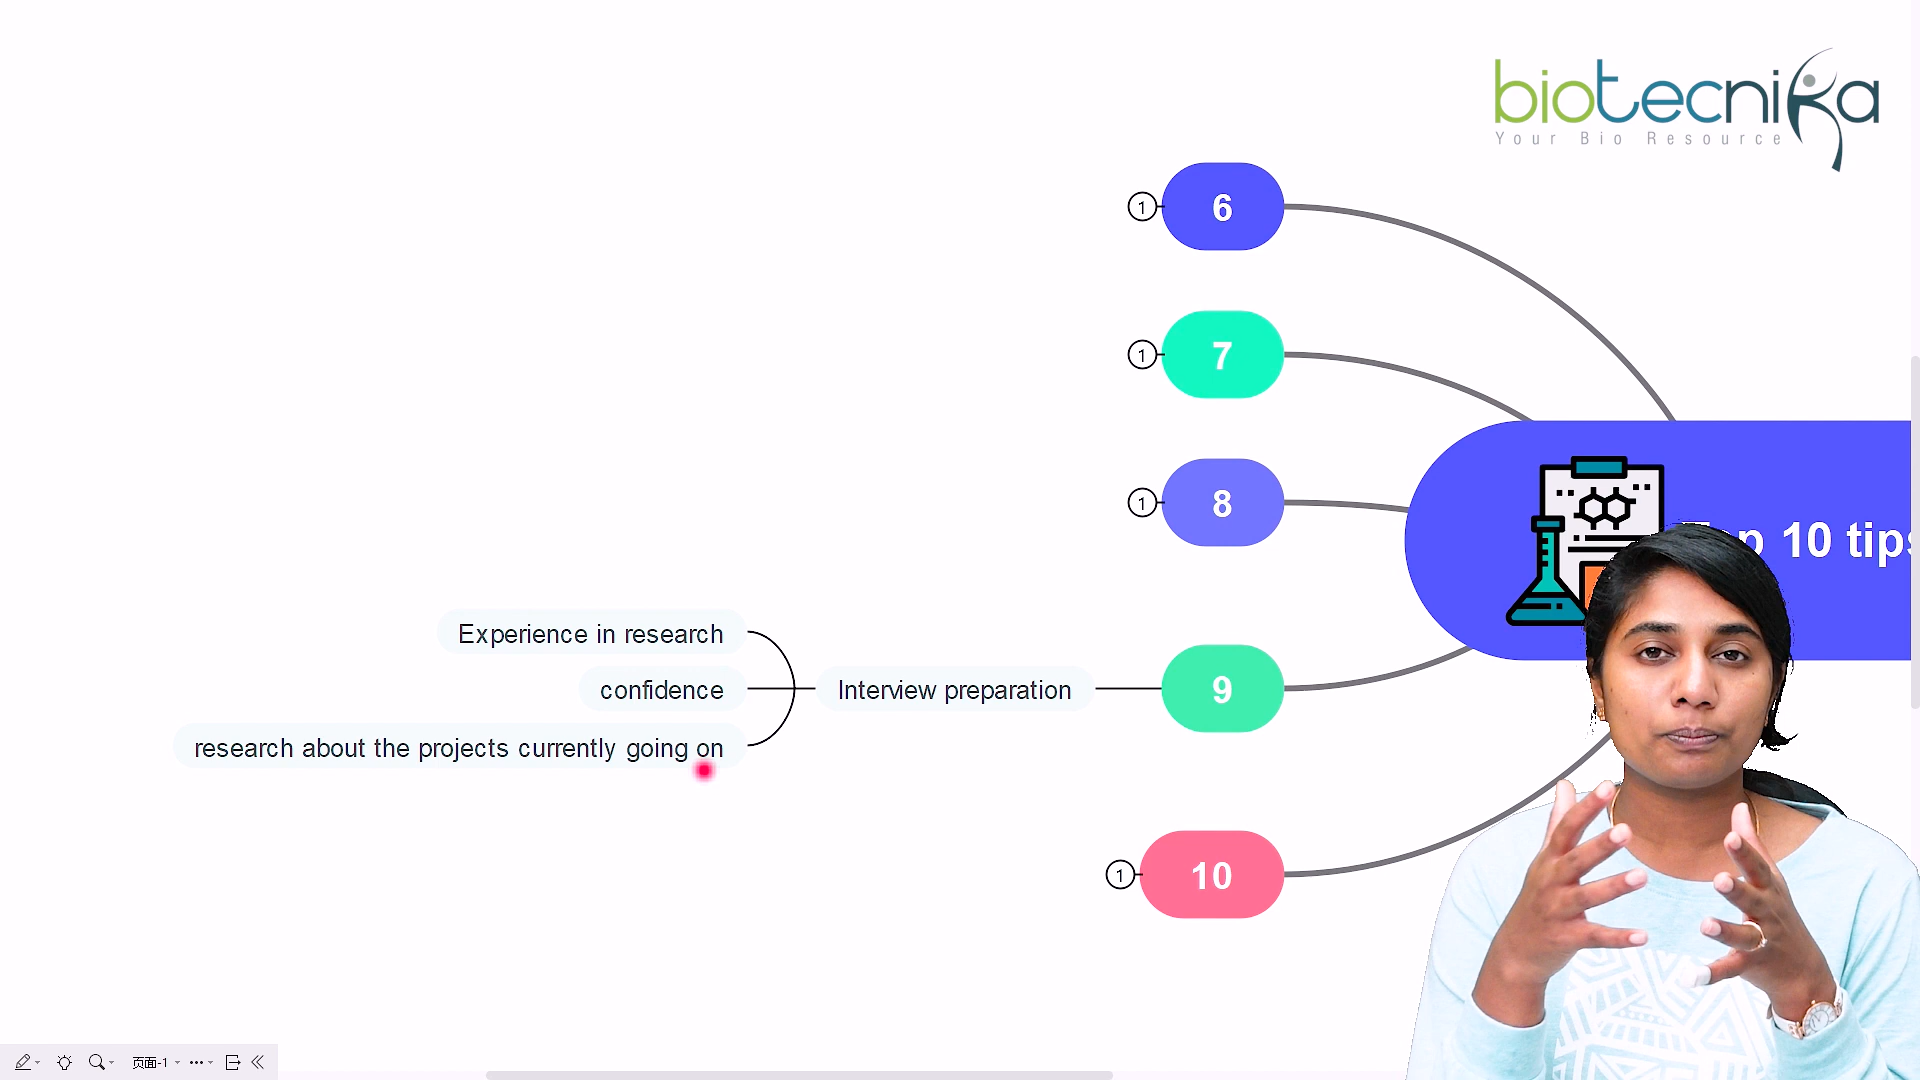 biotecnika
Your Bio Resource
1
6
1
7
1
8
p 10 tips
Experience in research
confidence
Interview preparation
9
research about the projects currently going on
1
10
页面-1